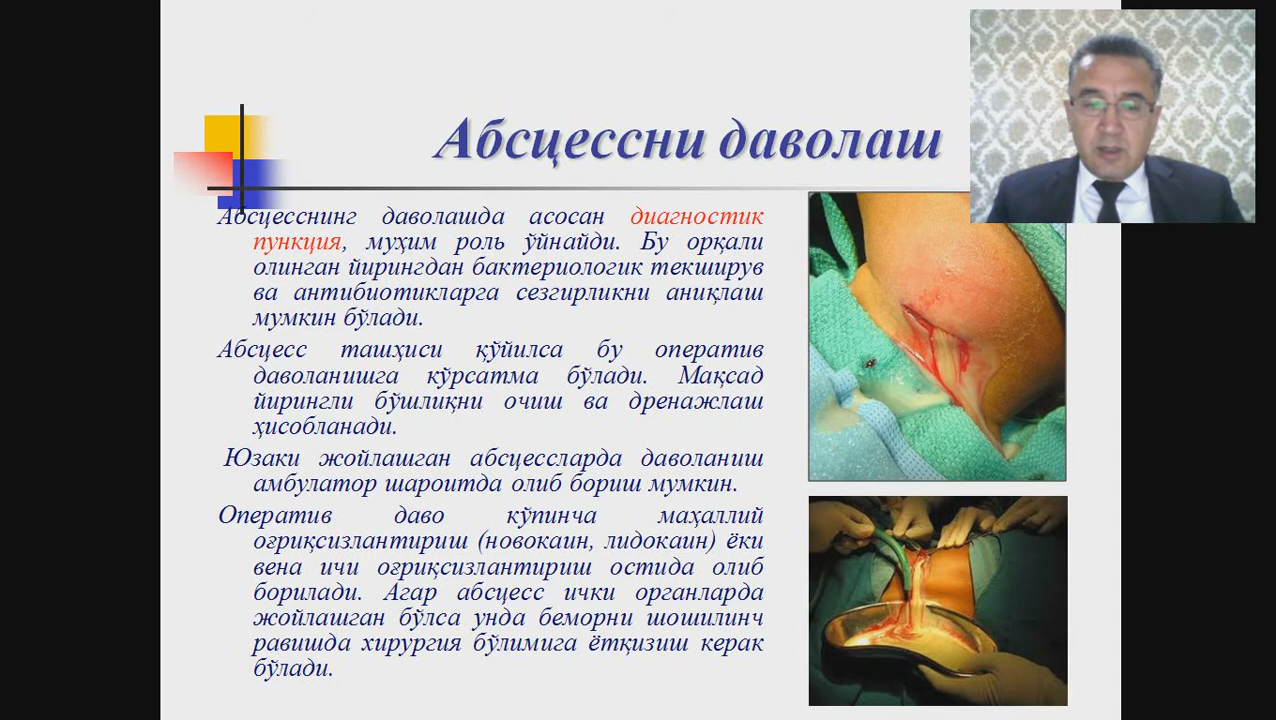 Абсцессни даволаш
Абсцесснинг даволашда асосан диагностик
пункция, муҳим роль ўйнайди. Бу орқали
олинган йирингдан бактериологик текширув
ва антибиотикларга сезгирликни аниқлаш
мумкин бўлади.
Абсцесс ташҳиси қўйилса бу оператив
даволанишга кўрсатма бўлади. Мақсад
йирингли бўшлиқни очиш ва дренажлаш
ҳисобланади.
Юзаки жойлашган абсцессларда даволаниш
амбулатор шароитда олиб бориш мумкин.
Оператив даво кўпинча маҳаллий
оғриқсизлантириш (новокаин, лидокаин) ёки
вена ичи оғриқсизлантириш остида олиб
борилади. Агар абсцесс ички органларда
жойлашган бўлса унда беморни шошилинч
равишда хирургия бўлимига ётқизиш керак
бўлади.